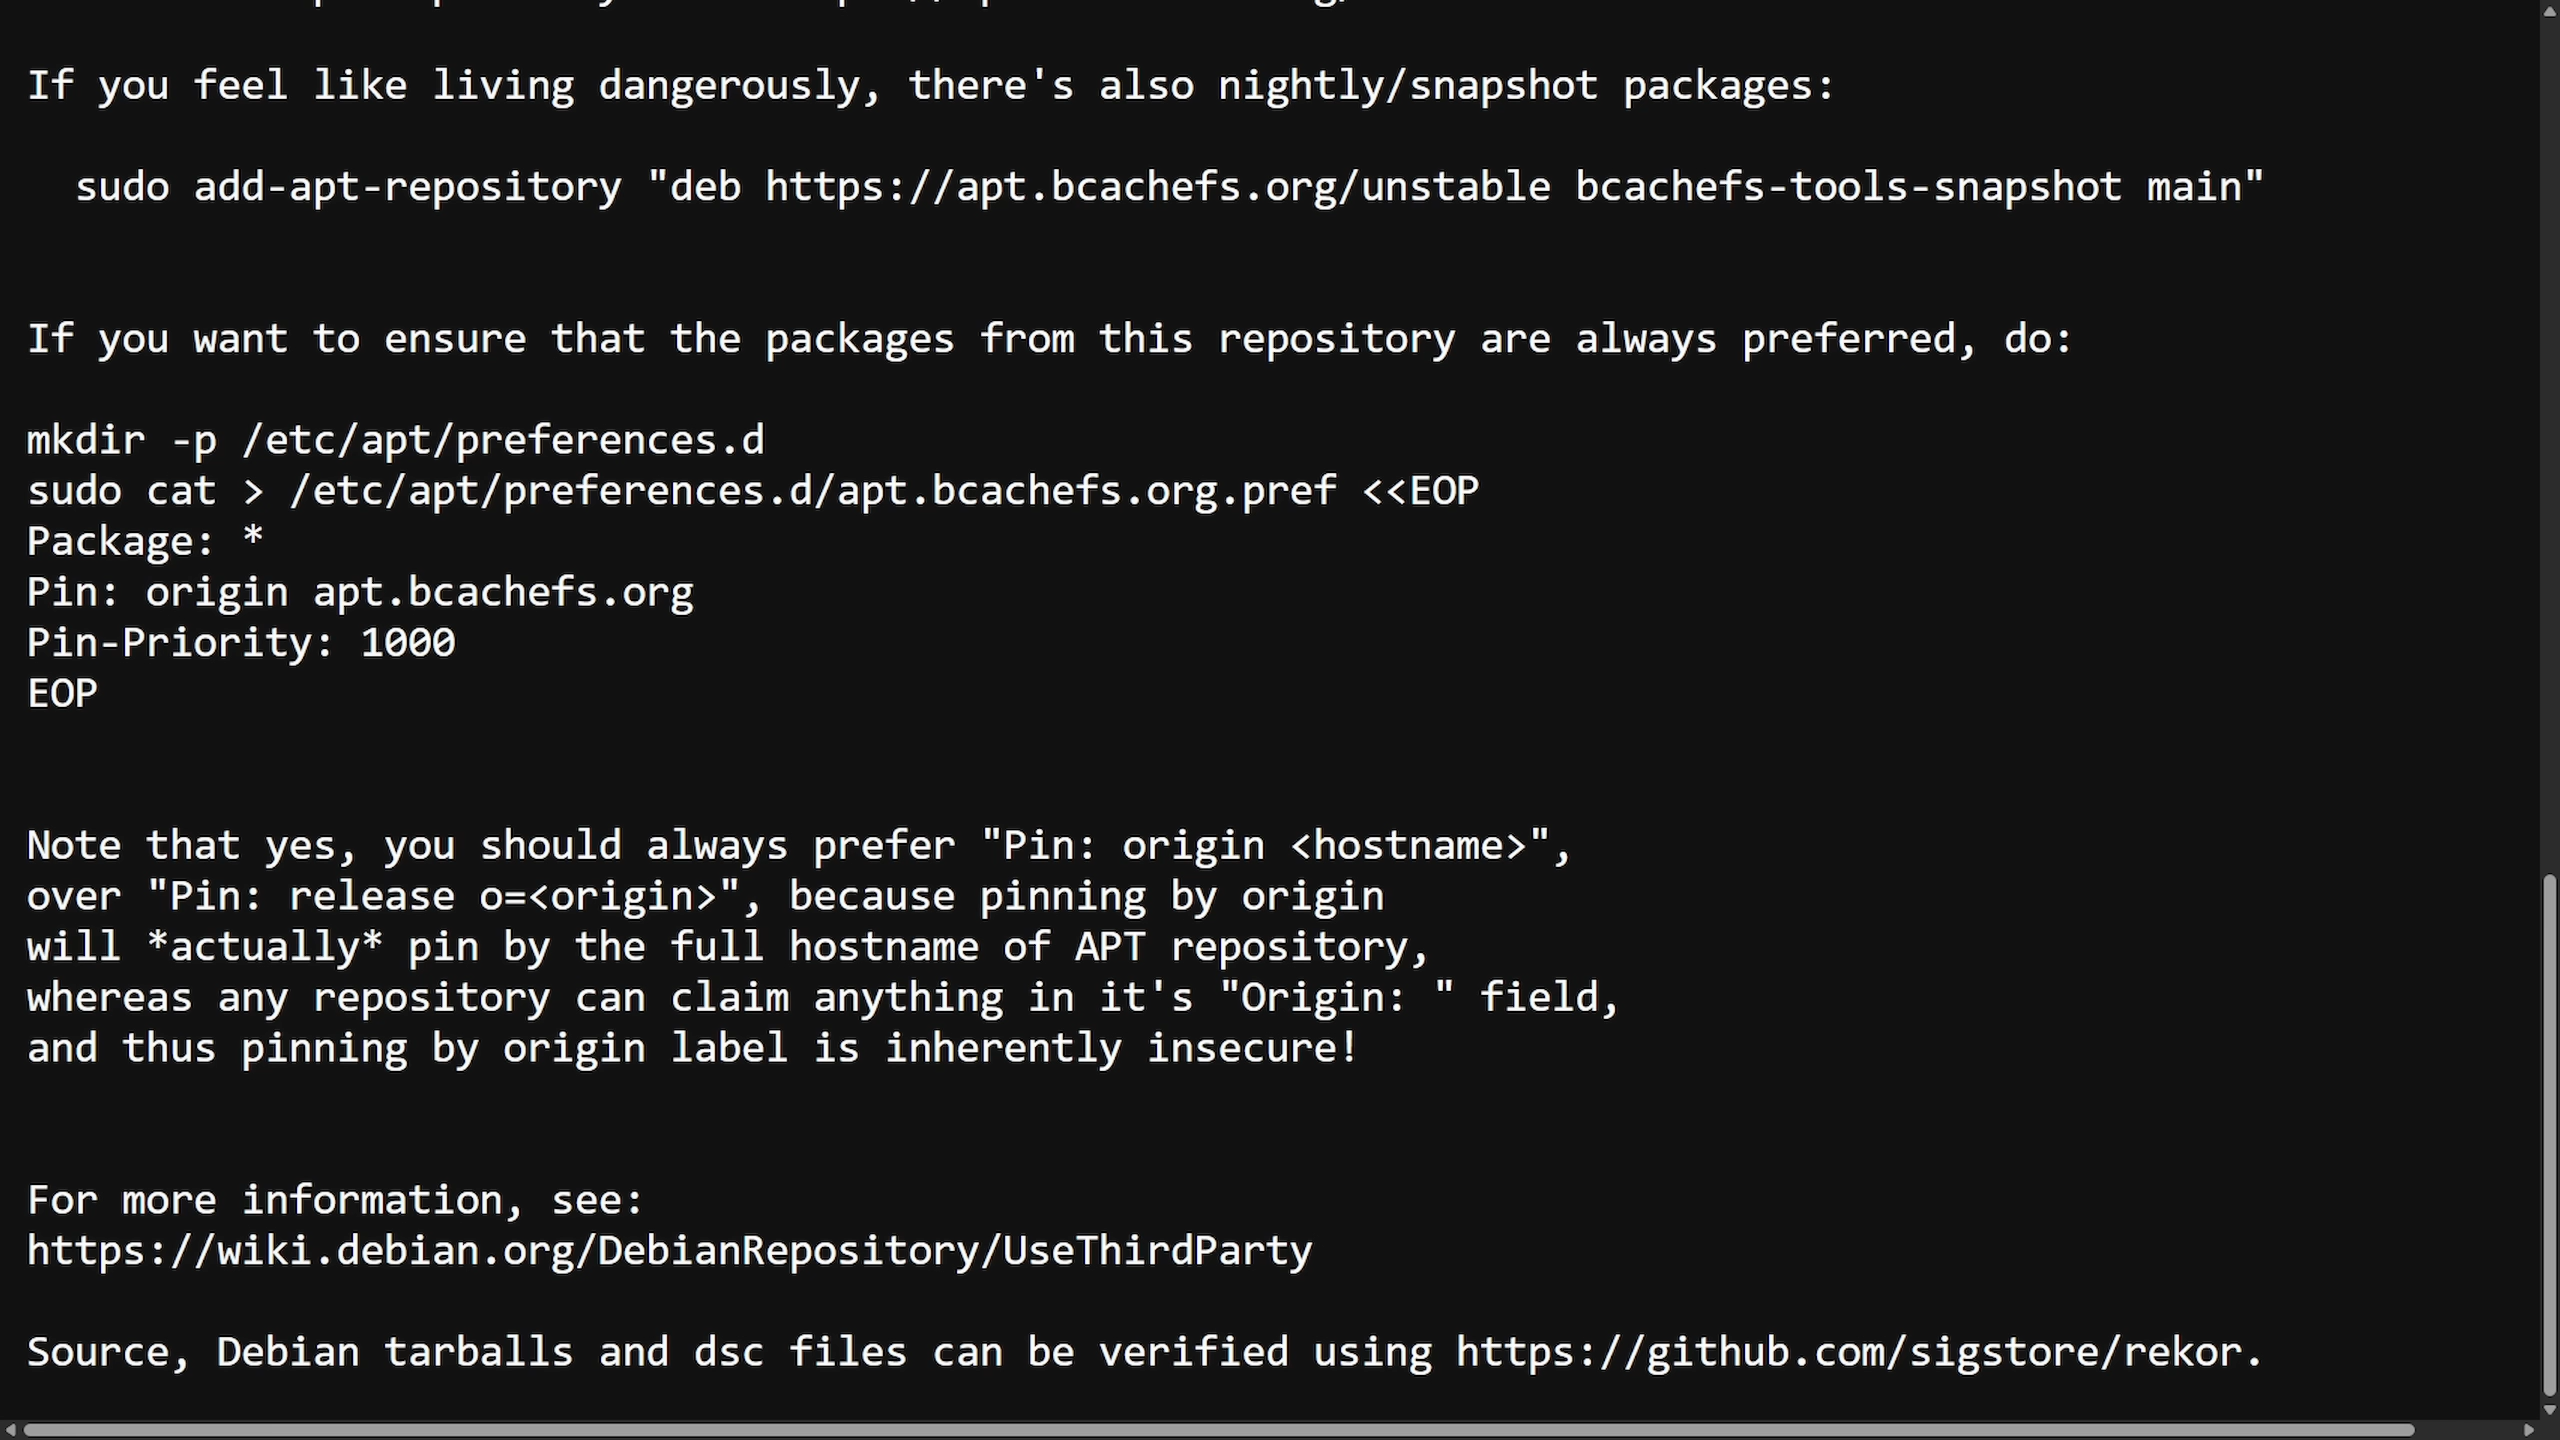 If you feel like living dangerously, there's also nightly/snapshot packages:
sudo add-apt-repository "deb https://apt.bcachefs.org/unstable bcachefs-tools-snapshot main"
If you want to ensure that the packages from this repository are always preferred, do:
mkdir -p /etc/apt/preferences.d
sudo cat > /etc/apt/preferences.d/apt.bcachefs.org.pref <<EOP
Package: *
Pin: origin apt.bcachefs.org
Pin-Priority: 1000
EOP
Note that yes, you should always prefer "Pin: origin <hostname>",
over "Pin: release o=<origin>", because pinning by origin
will *actually* pin by the full hostname of APT repository,
whereas any repository can claim anything in it's "Origin: " field,
and thus pinning by origin label is inherently insecure!
For more information, see:
https://wiki.debian.org/DebianRepository/UseThirdParty
Source, Debian tarballs and dsc files can be verified using https://github.com/sigstore/rekor.